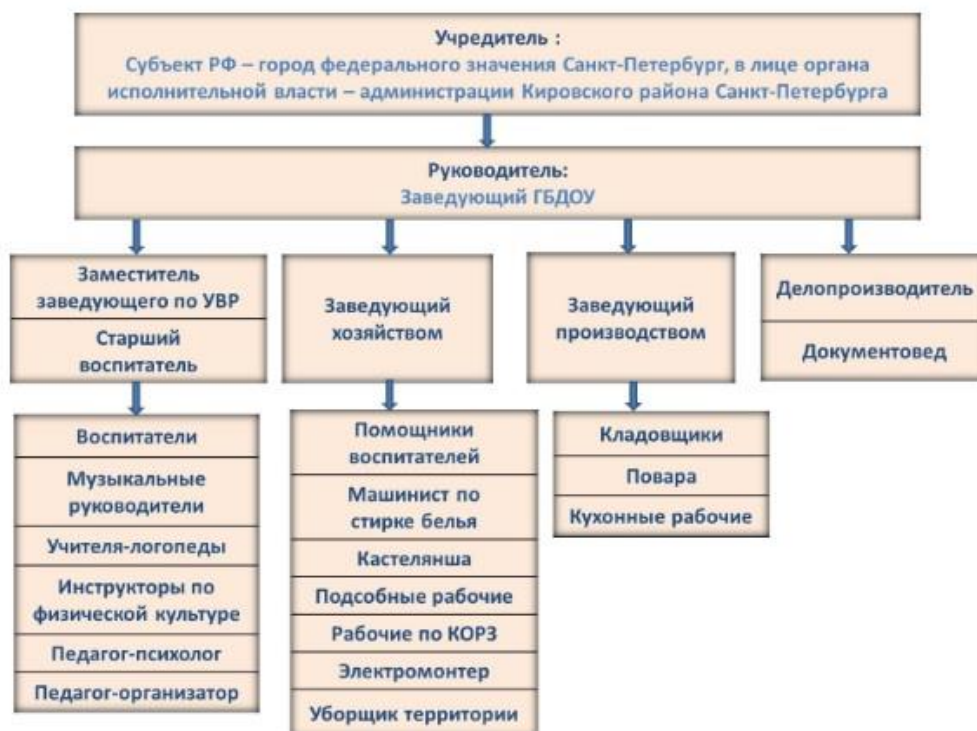 Учредитель :
Субъект РФ – город федерального значения Санкт-Петербург, в лице органа
исполнительной власти – администрации Кировского района Санкт-Петербурга
Руководитель:
Заведующий ГБДОУ
Заместитель
заведующего по УВР
Старший
воспитатель
Заведующий
хозяйством
Заведующий
производством
Делопроизводитель
Документовед
Воспитатели
Музыкальные
руководители
Учителя-логопеды
Инструкторы по
физической культуре
Педагог-психолог
Педагог-организатор
Помощники
воспитателей
Машинист по
стирке белья
Кастелянша
Подсобные рабочие
Рабочие по КОРЗ
Электромонтер
Уборщик территории
Кладовщики
Повара
Кухонные рабочие